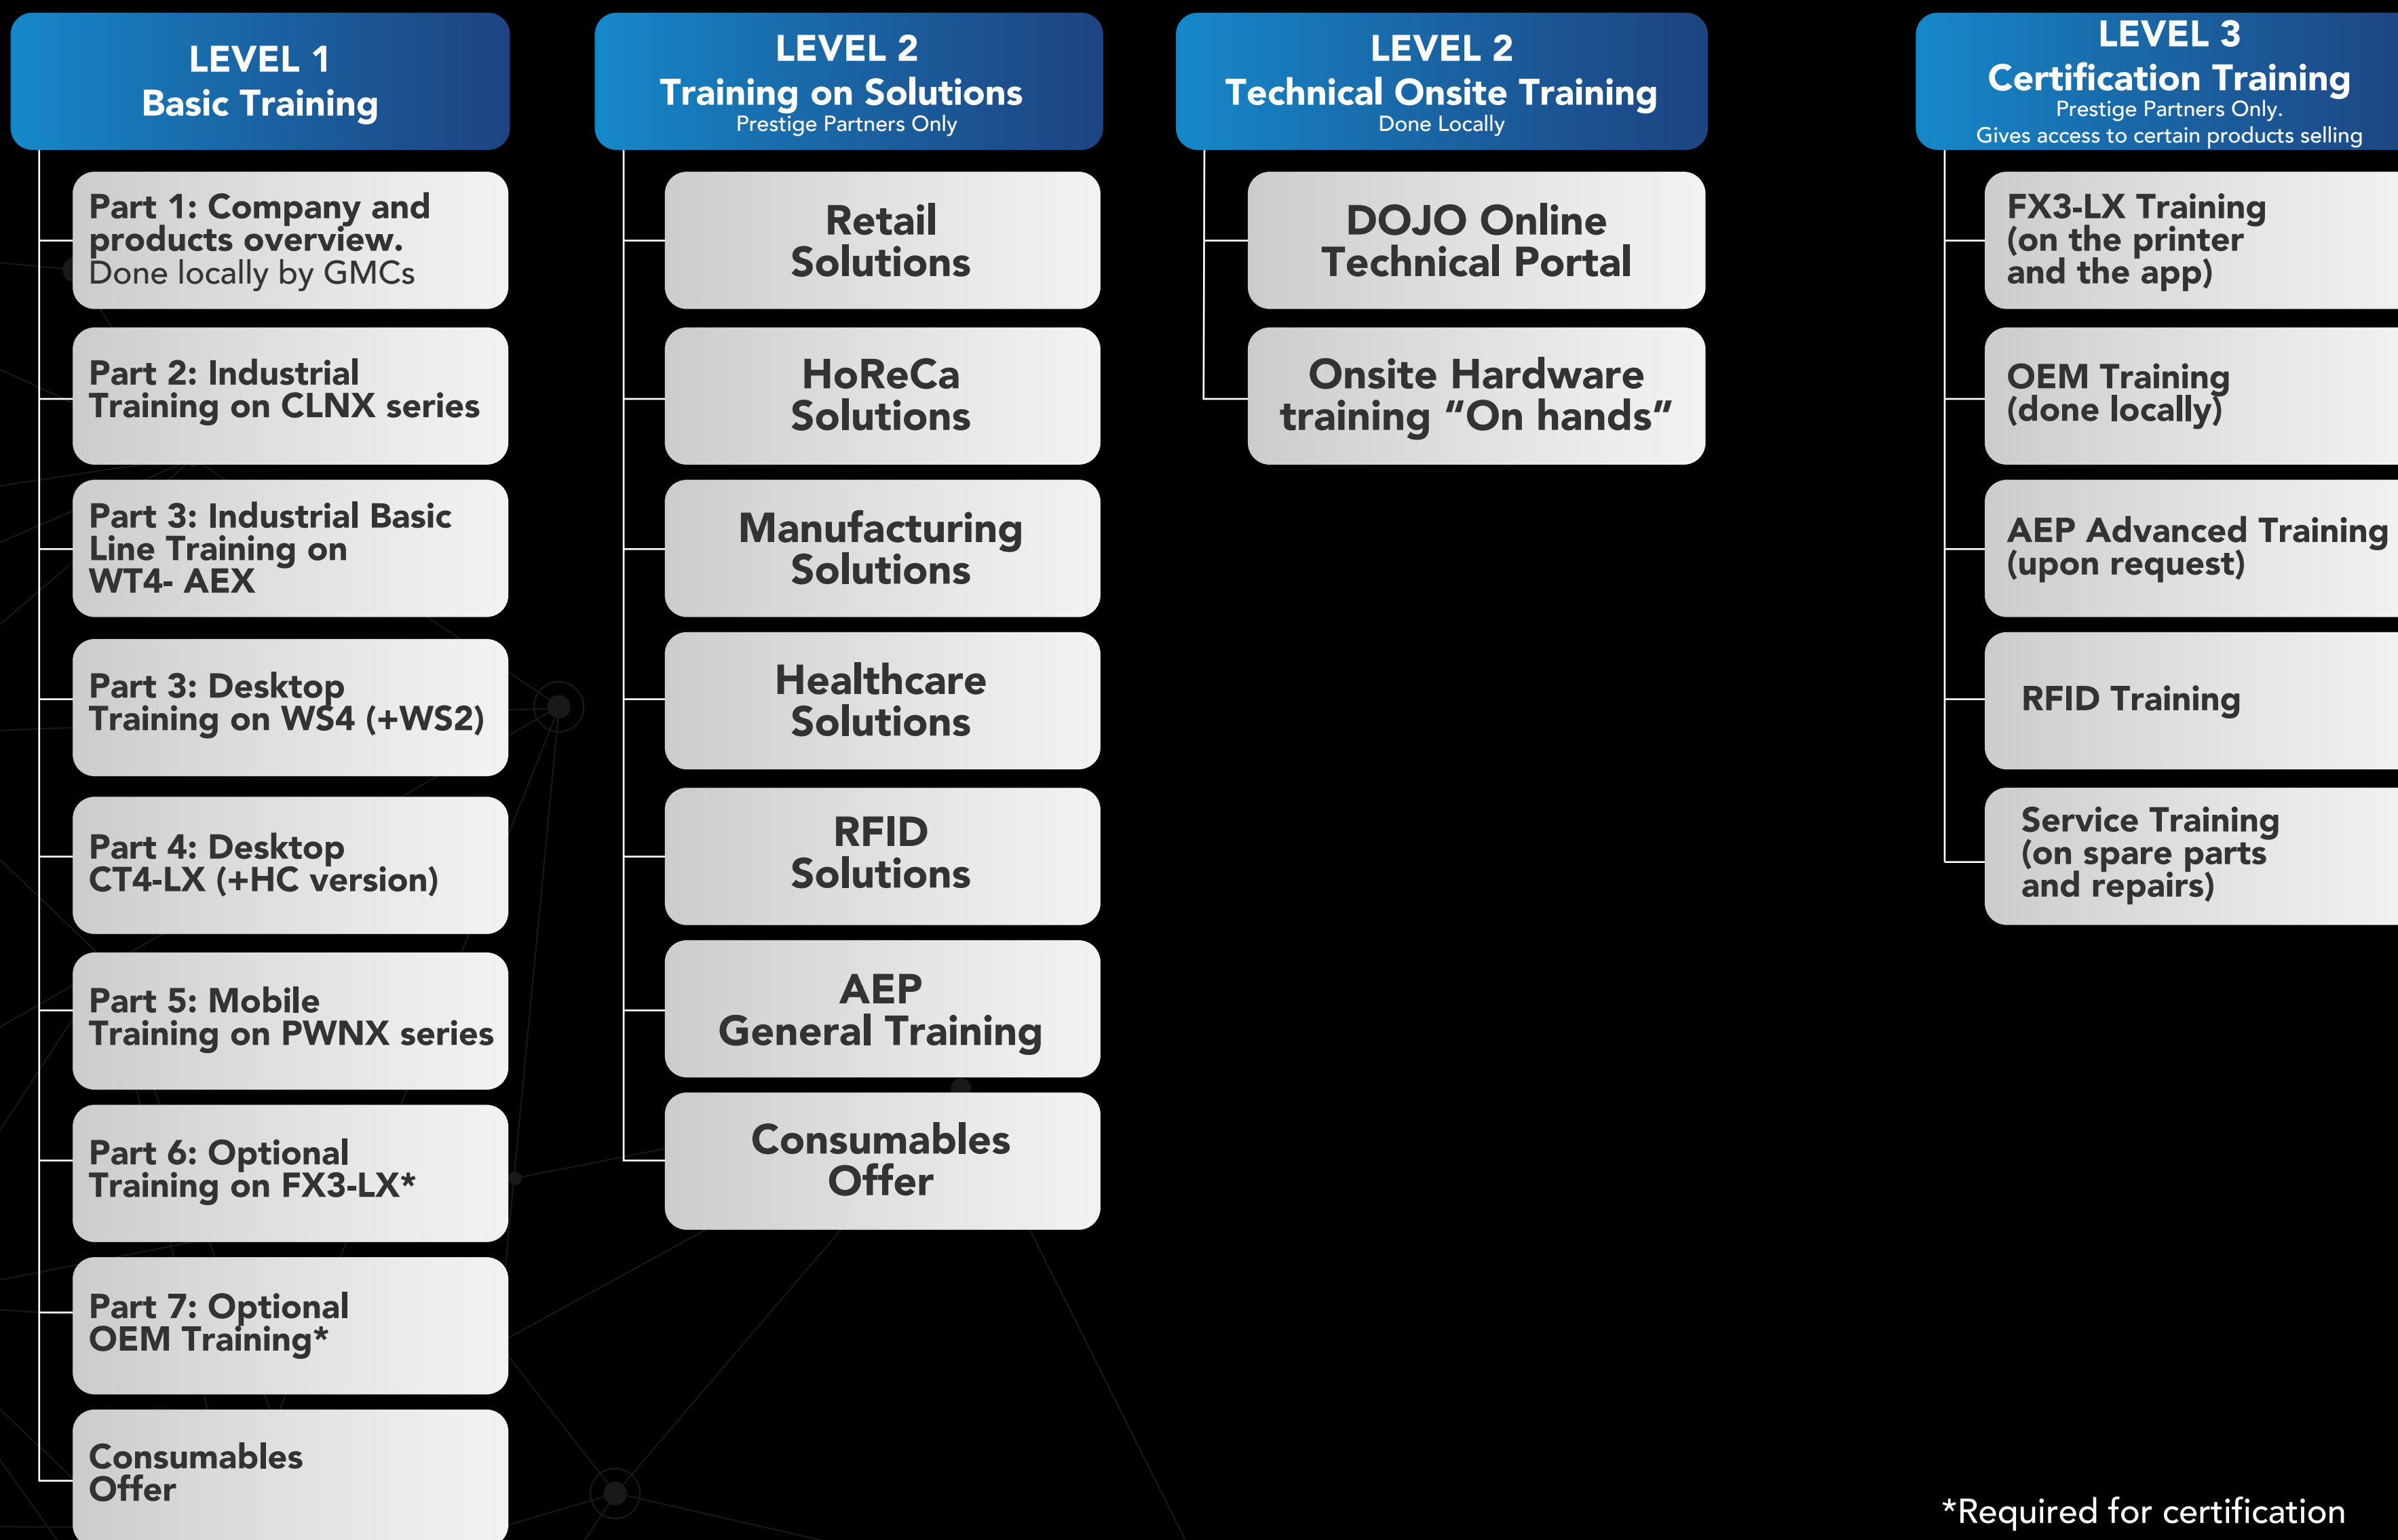 LEVEL 1
Basic Training
Part 1: Company and
products overview.
Done locally by GMCs
Part 2: Industrial
Training on CLNX series
Part 3: Industrial Basic
Line Training on
WT4- AEX
Part 3: Desktop
Training on WS4 (+WS2)
Part 4: Desktop
CT4-LX (+HC version)
Part 5: Mobile
Training on PWNX series
Part 6: Optional
Training on FX3-LX*
Part 7: Optional
OEM Training*
Consumables
Offer
LEVEL 2
Training on Solutions
Prestige Partners Only
Retail
Solutions
HoReCa
Solutions
Manufacturing
Solutions
Healthcare
Solutions
RFID
Solutions
AEP
General Training
Consumables
Offer
LEVEL 2
Technical Onsite Training
Done Locally
DOJO Online
Technical Portal
Onsite Hardware
training “On hands”
LEVEL 3
Certification Training
Prestige Partners Only.
Gives access to certain products selling
FX3-LX Training
(on the printer
and the app)
OEM Training
(done locally)
AEP Advanced Training
(upon request)
RFID Training
Service Training
(on spare parts
and repairs)
*Required for certification